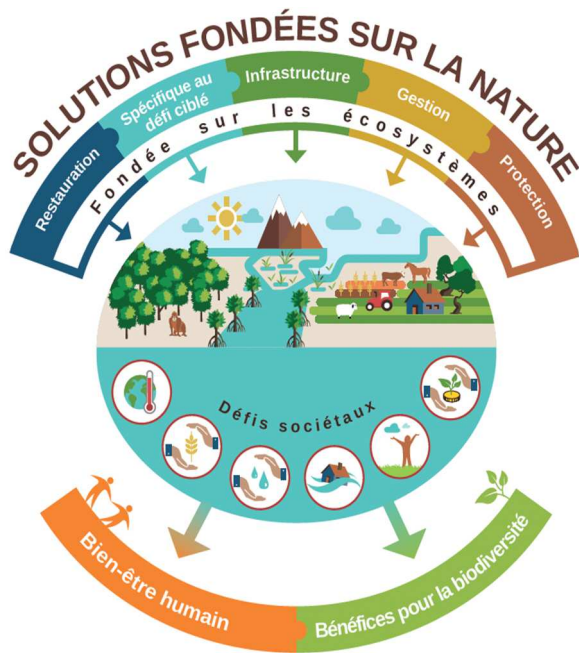 SOLUTIONS FONDÉES SUR LA NATURE
Restauration
Spécifique au
défi ciblé
Infrastructure
Gestion
Protection
Fondée sur les écosystèmes
Défis sociétaux
Bien-être humain
Bénéfices pour la biodiversité